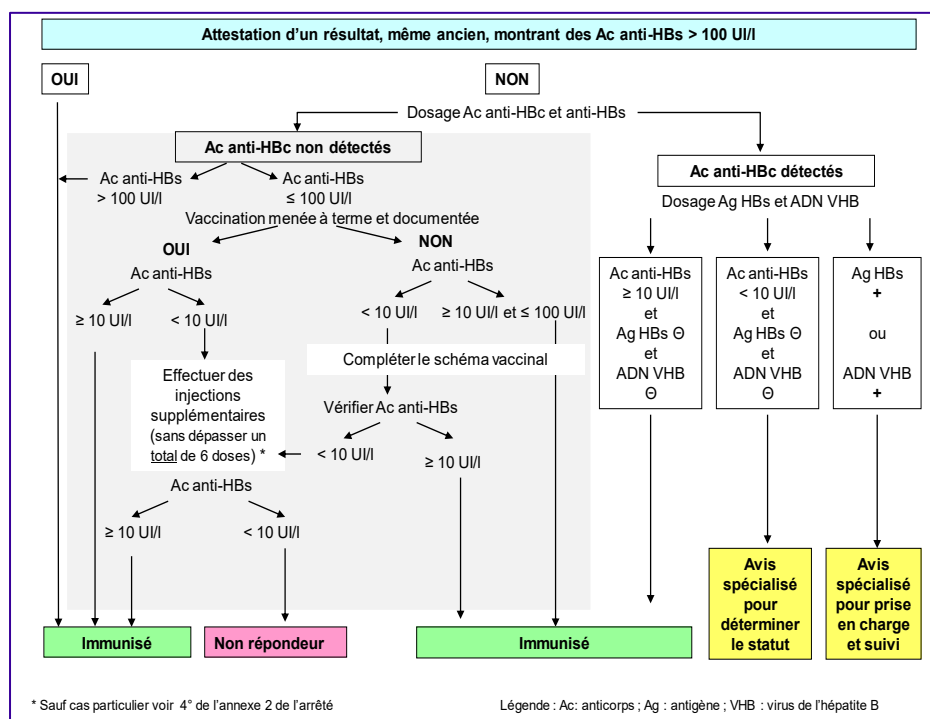 Attestation d'un résultat, même ancien, montrant des Ac anti-HBs > 100 UI/l
OUI
NON
Dosage Ac anti-HBc et anti-HBs
Ac anti-HBc non détectés
Ac anti-HBs
> 100 UI/l
Ac anti-HBs
≤ 100 UI/l
Vaccination menée à terme et documentée
OUI
Ac anti-HBs
≥ 10 UI/l
< 10 UI/l
NON
Ac anti-HBs
< 10 UI/l
≥ 10 UI/l et ≤ 100 UI/l
Effectuer des
injections
supplémentaires
(sans dépasser un
total de 6 doses) *
Compléter le schéma vaccinal
Vérifier Ac anti-HBs
< 10 UI/l
≥ 10 UI/l
Ac anti-HBs
≥ 10 UI/l
< 10 UI/l
Ac anti-HBc détectés
Dosage Ag HBs et ADN VHB
Ac anti-HBs
≥ 10 UI/l
et
Ag HBs Θ
et
ADN VHB
Θ
Ac anti-HBs
< 10 UI/l
et
Ag HBs Θ
et
ADN VHB
Θ
Ag HBs
+
ou
ADN VHB
+
Immunisé
Non répondeur
Immunisé
Avis
spécialisé
pour
déterminer
le statut
Avis
spécialisé
pour prise
en charge
et suivi
* Sauf cas particulier voir 4° de l'annexe 2 de l'arrêté
Légende : Ac: anticorps ; Ag : antigène ; VHB : virus de l'hépatite B